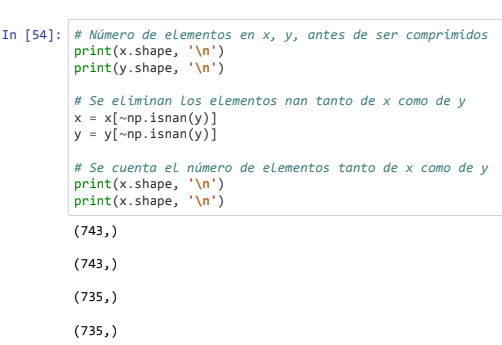 In [54]: # Número de elementos en x, y, antes de ser comprimidos
print(x.shape, '\n')
print(y.shape, '\n')
# Se eliminan los elementos nan tanto de x como de y
x = x[~np.isnan(y)]
y = y[~np.isnan(y)]
# Se cuenta el número de elementos tanto de x como de y
print(x.shape, '\n')
print(x.shape, '\n')
(743,)
(743,)
(735,)
(735,)